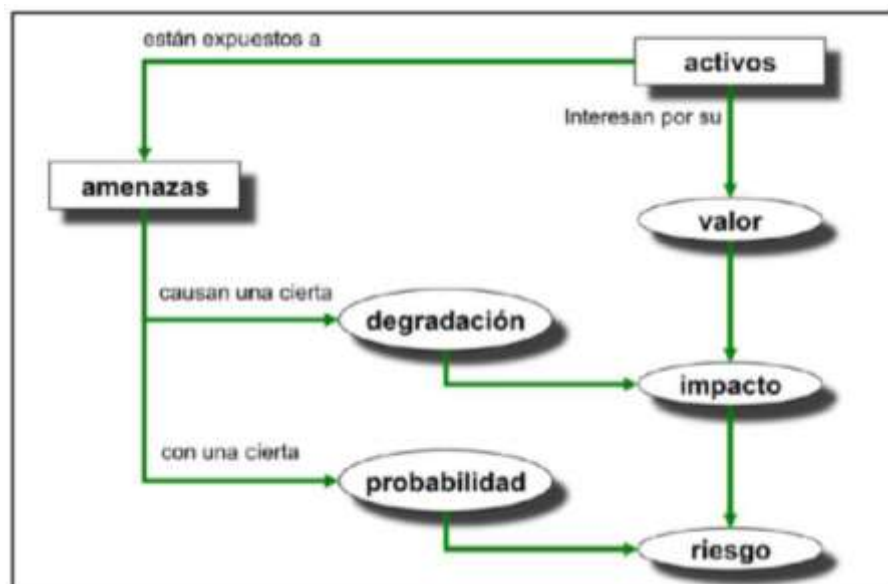 están expuestos a
activos
Interesan por su
amenazas
valor
causan una cierta
degradación
impacto
con una cierta
probabilidad
riesgo